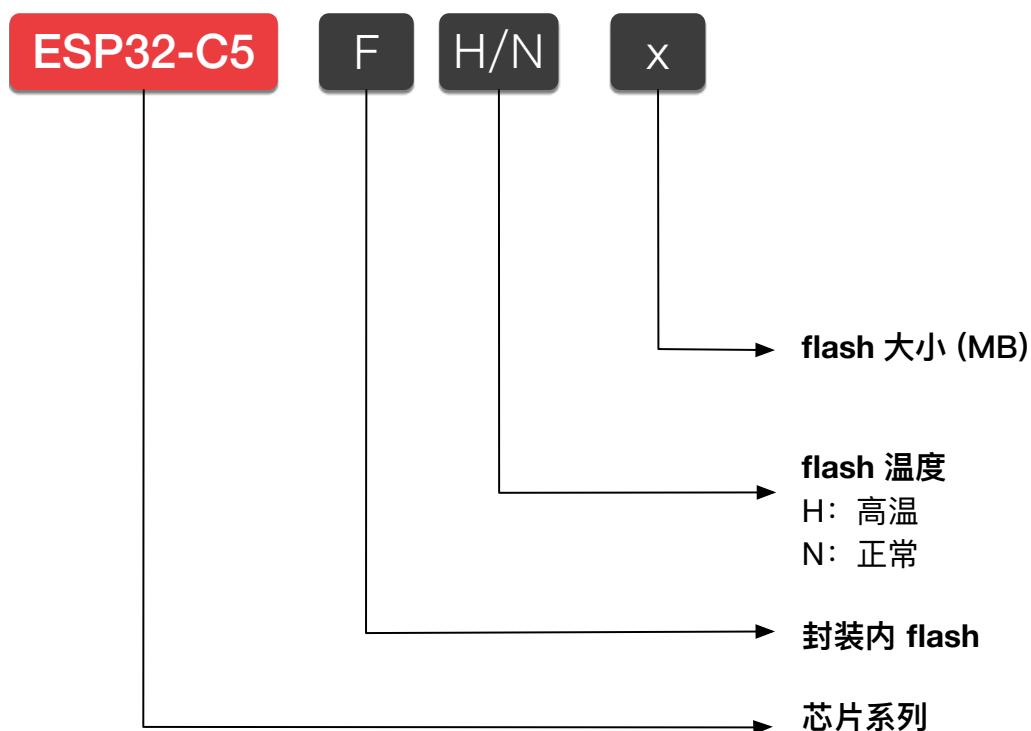 ESP32-C5 F H/N x
flash 大小 (MB)
flash 温度
H：高温
N：正常
封装内 flash
芯片系列